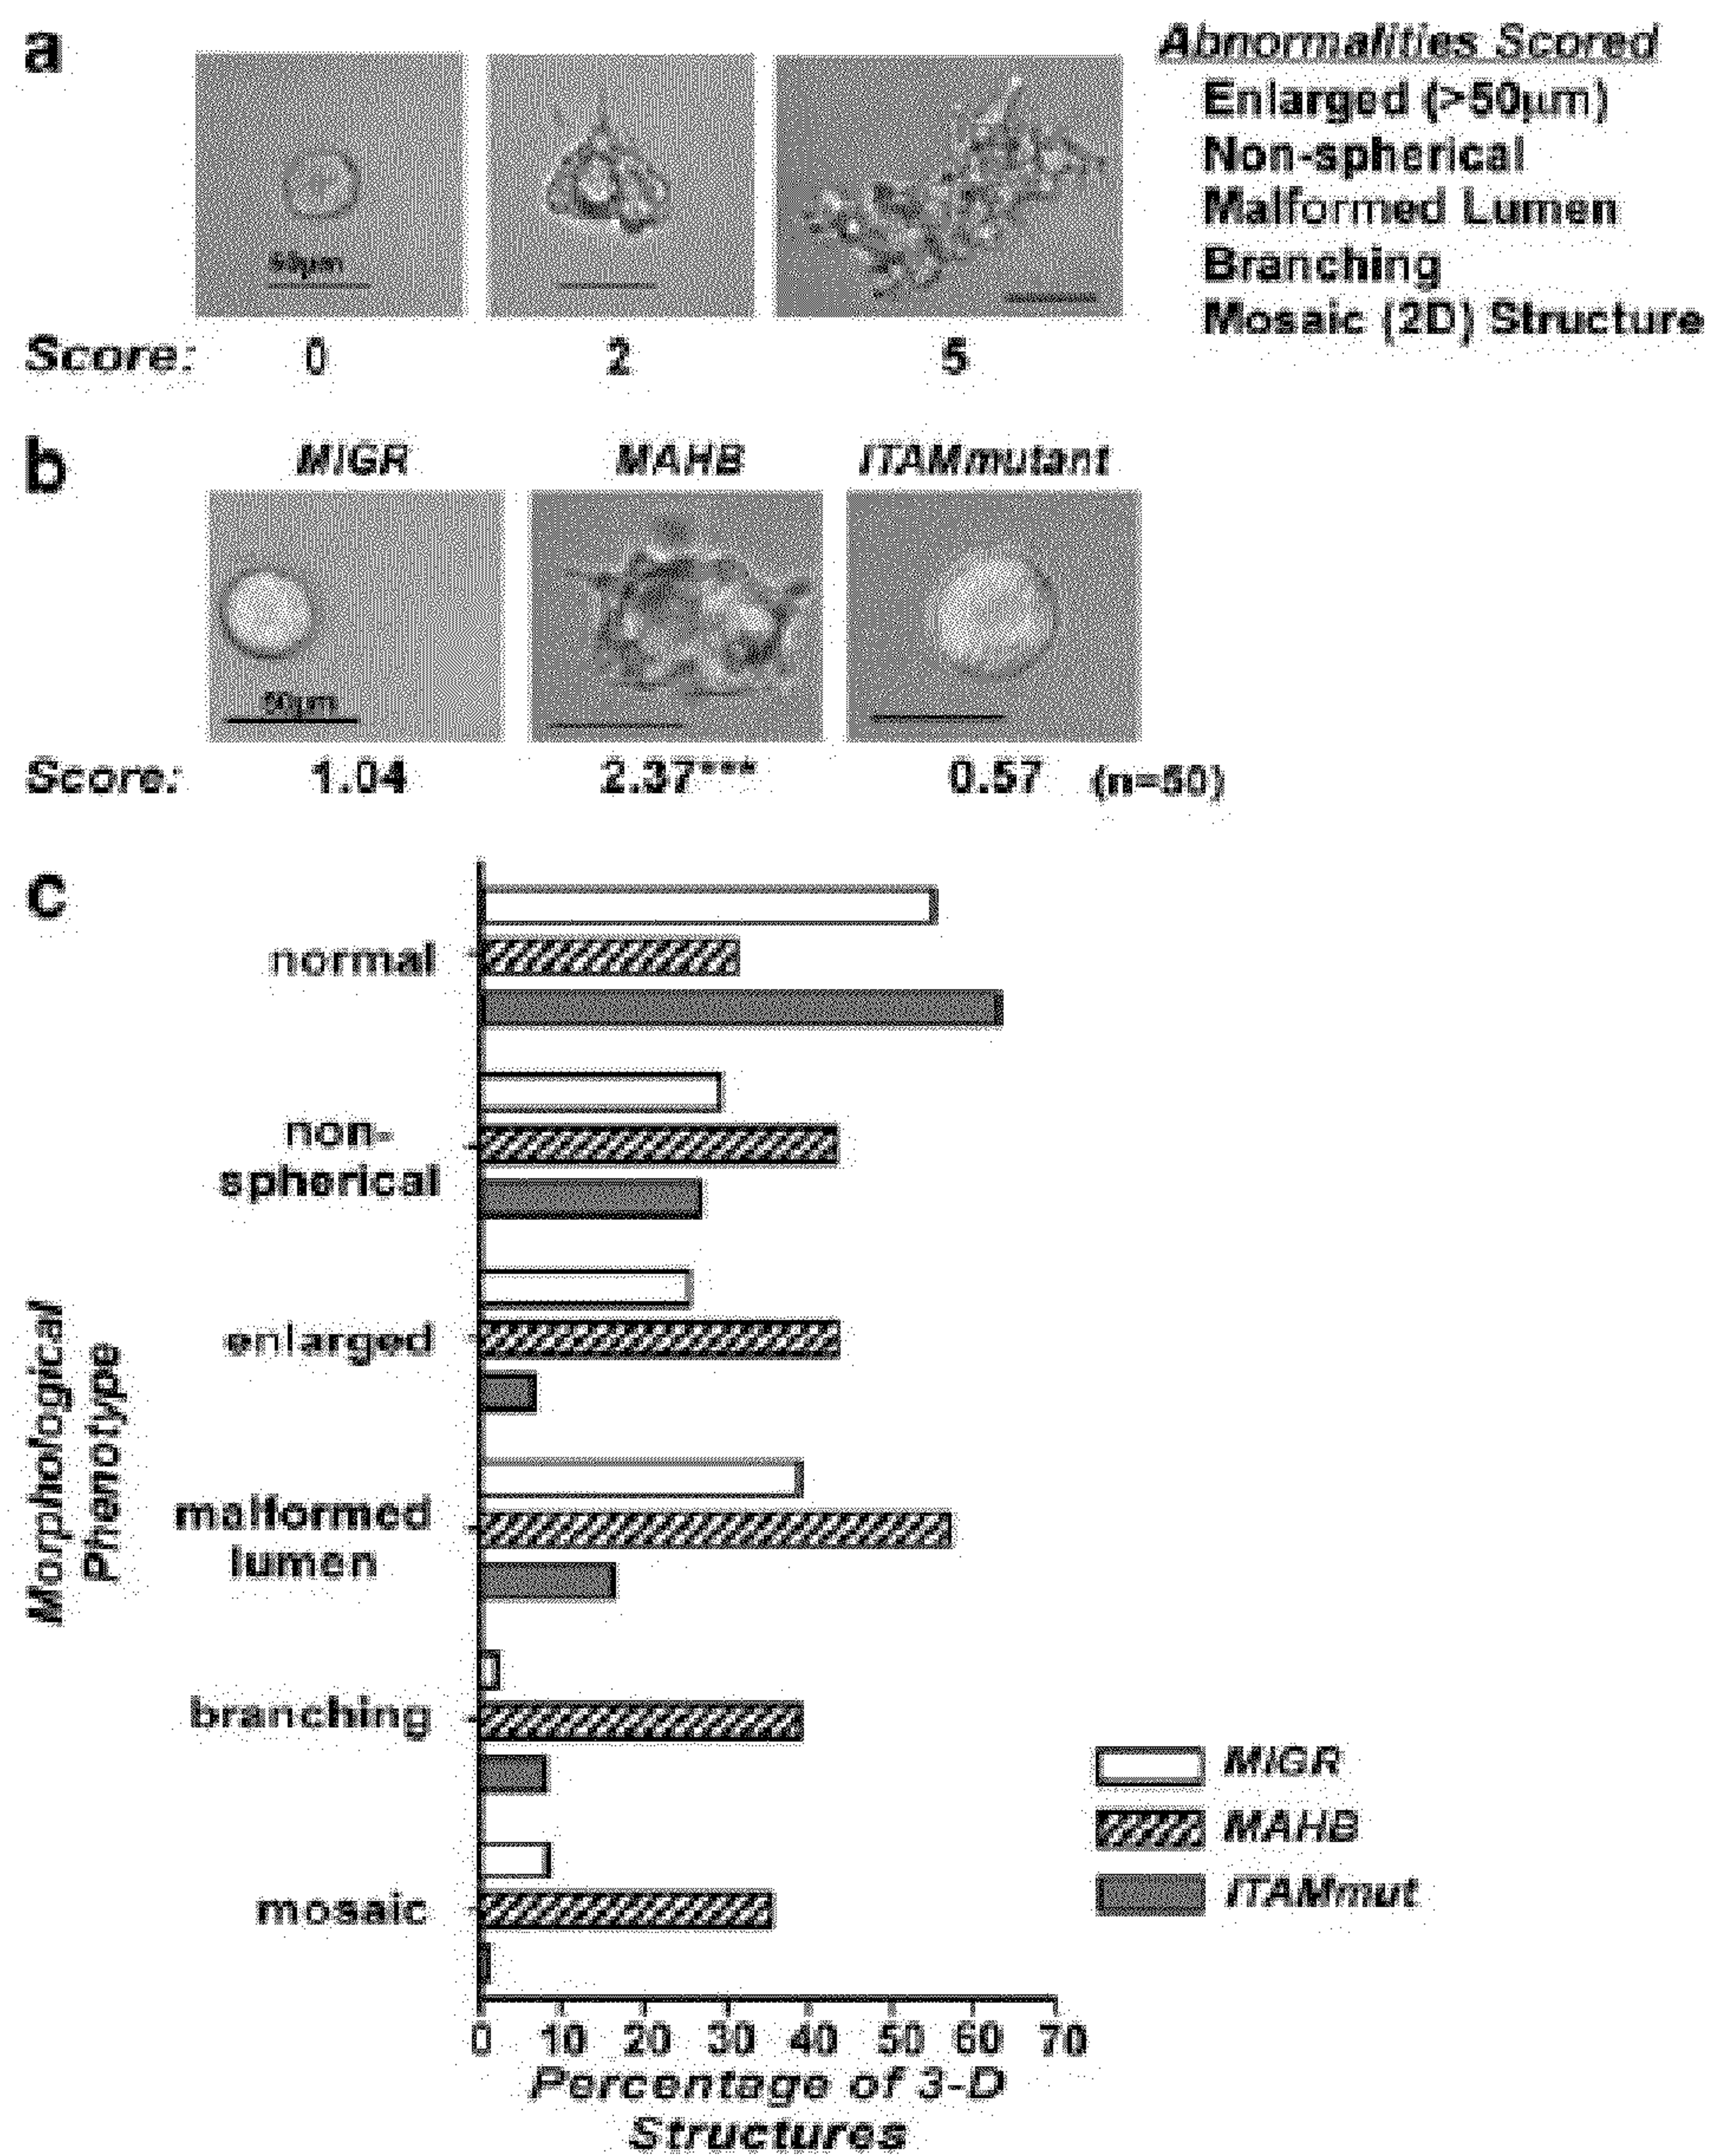 a
Abnormalities Scored
Enlarged (>50µm)
Non-spherical
Malformed Lumen
Branching
Mosaic (2D) Structure
50µm
Score: 0 2 5
b
MIGR MAHB ITAMmutant
50µm
Score: 1.04 2.37*** 0.57 (n=50)
c
Morphological
Phenotype
normal
non-
spherical
enlarged
malformed
lumen
branching
mosaic
MIGR
MAHB
ITAMmut
0 10 20 30 40 50 60 70
Percentage of 3-D
Structures